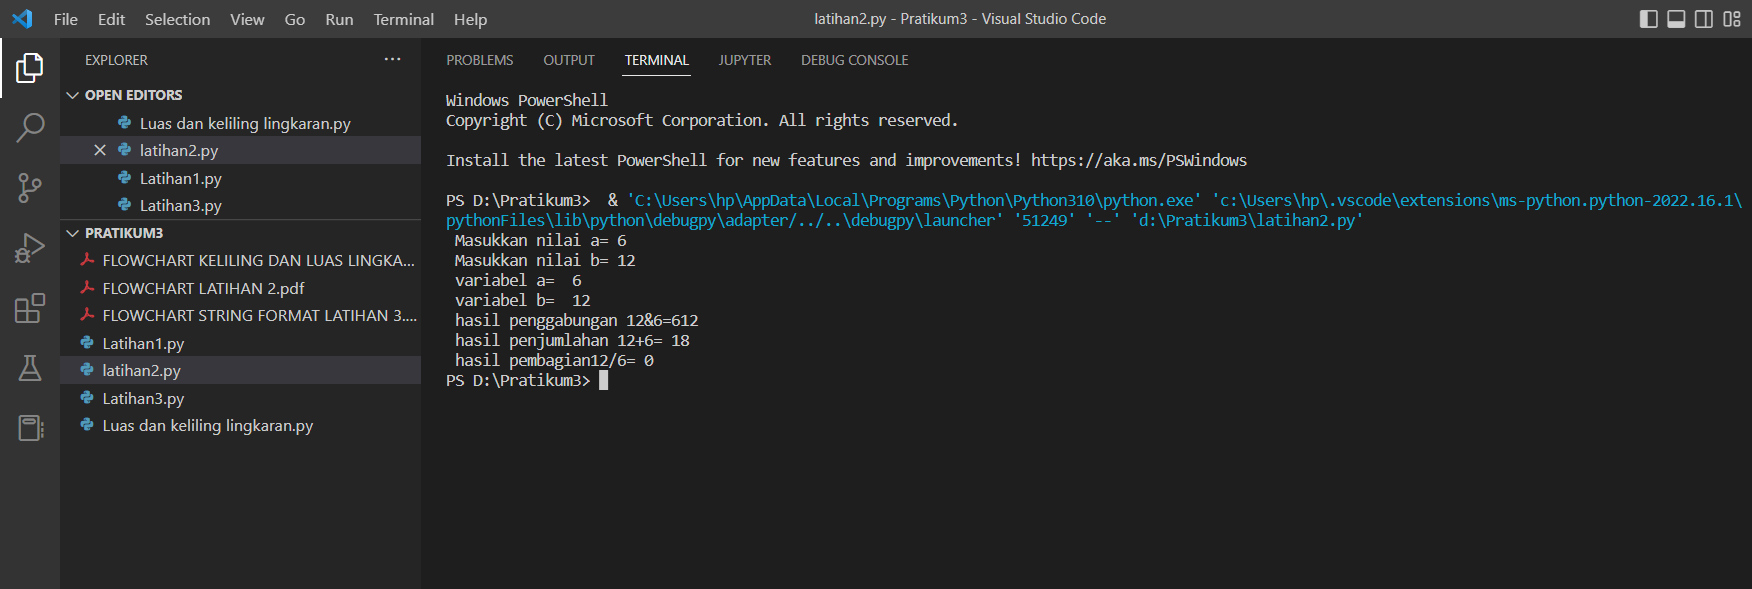 File Edit Selection View Go Run Terminal Help
latihan2.py - Pratikum3 - Visual Studio Code
EXPLORER
OPEN EDITORS
Luas dan keliling lingkaran.py
latihan2.py
Latihan1.py
Latihan3.py
PRATIKUM3
FLOWCHART KELILING DAN LUAS LINGKA...
FLOWCHART LATIHAN 2.pdf
FLOWCHART STRING FORMAT LATIHAN 3....
Latihan1.py
latihan2.py
Latihan3.py
Luas dan keliling lingkaran.py
PROBLEMS OUTPUT TERMINAL JUPYTER DEBUG CONSOLE
Windows PowerShell
Copyright (C) Microsoft Corporation. All rights reserved.
Install the latest PowerShell for new features and improvements! https://aka.ms/PSWindows
PS D:\Pratikum3>  & 'C:\Users\hp\AppData\Local\Programs\Python\Python310\python.exe' 'c:\Users\hp\.vscode\extensions\ms-python.python-2022.16.1\
pythonFiles\lib\python\debugpy\adapter/../..\debugpy\launcher' '51249' '--' 'd:\Pratikum3\latihan2.py'
Masukkan nilai a= 6
Masukkan nilai b= 12
variabel a=  6
variabel b=  12
hasil penggabungan 12&6=612
hasil penjumlahan 12+6= 18
hasil pembagian12/6= 0
PS D:\Pratikum3>